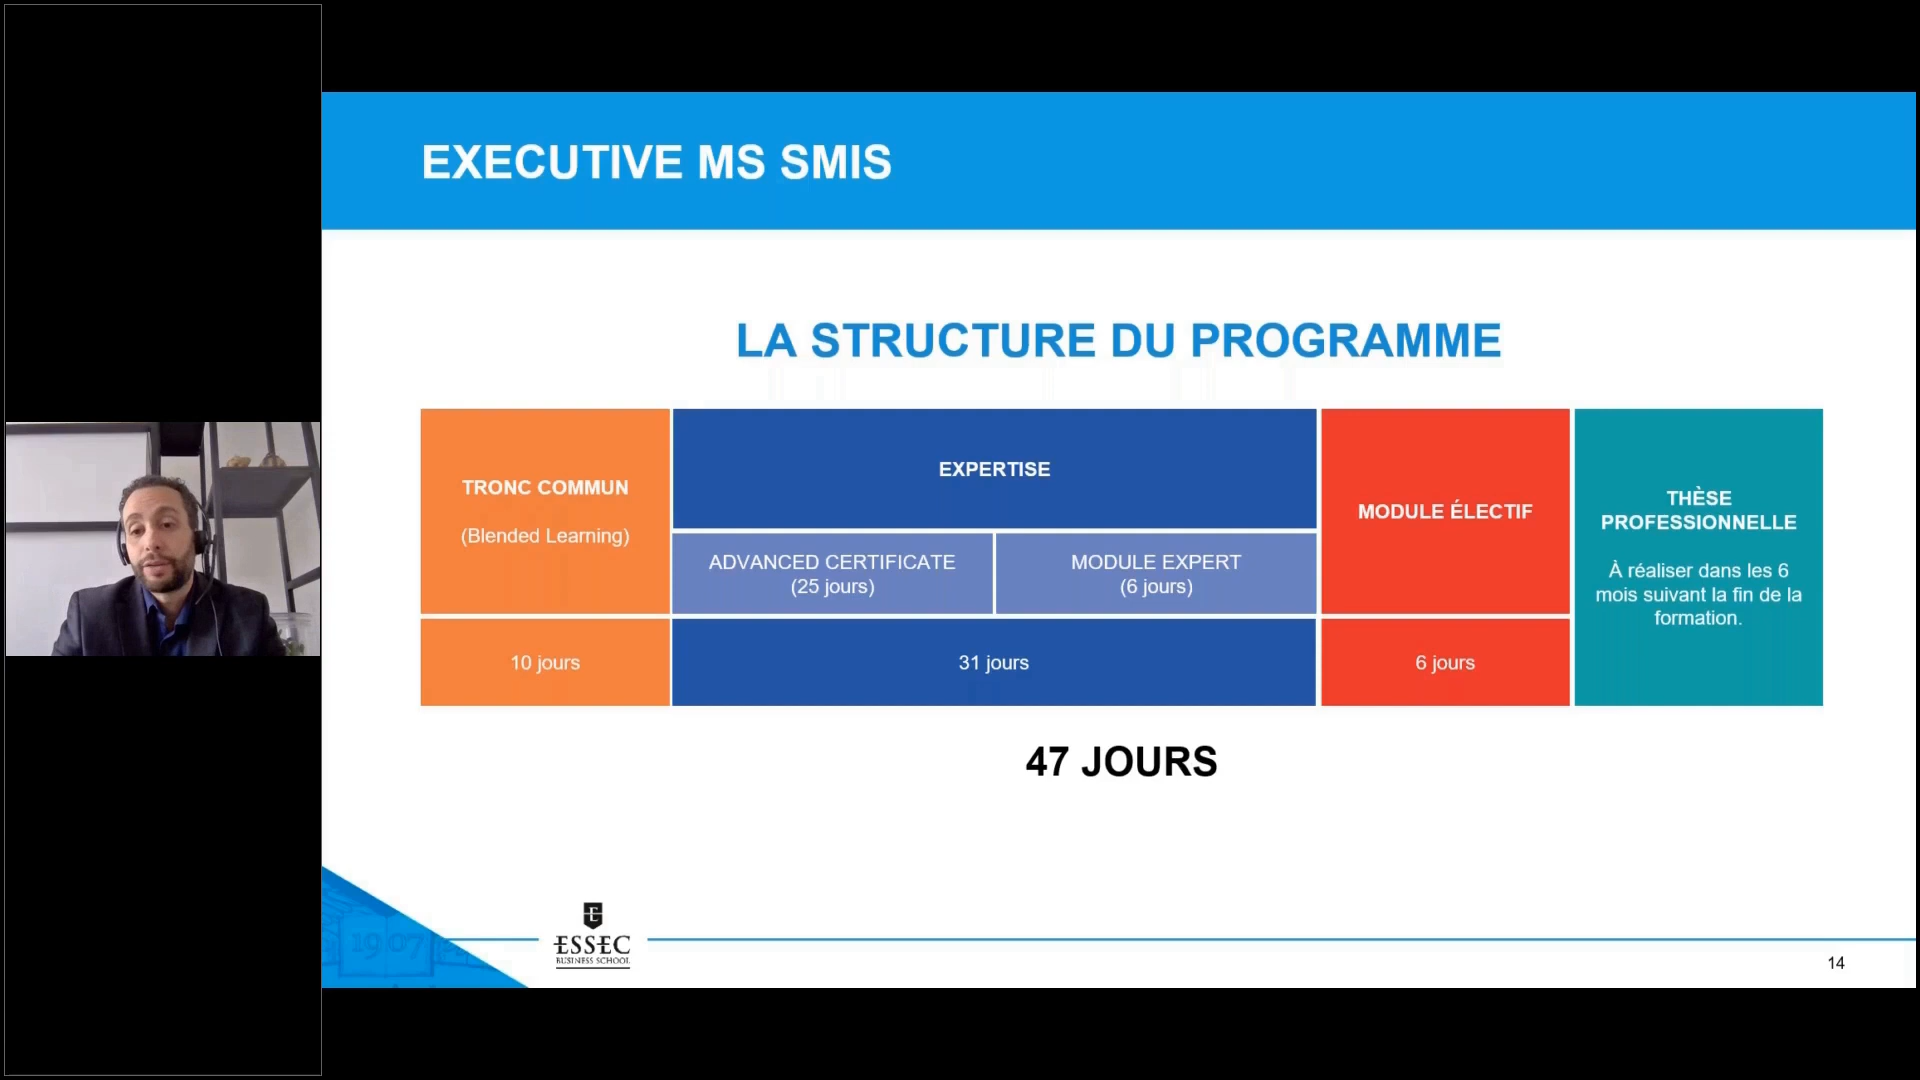 EXECUTIVE MS SMIS
LA STRUCTURE DU PROGRAMME
TRONC COMMUN
(Blended Learning)
10 jours
EXPERTISE
ADVANCED CERTIFICATE
(25 jours)
MODULE EXPERT
(6 jours)
31 jours
MODULE ÉLECTIF
6 jours
THÈSE
PROFESSIONNELLE
À réaliser dans les 6
mois suivant la fin de la
formation.
47 JOURS
1907
ESSEC
BUSINESS SCHOOL
14